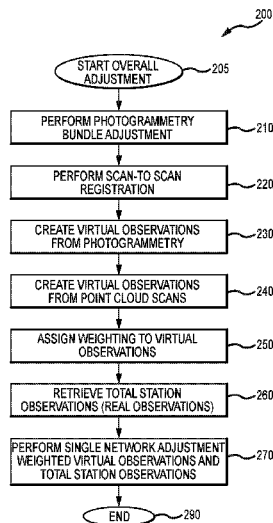 200
START OVERALL
ADJUSTMENT
205
PERFORM PHOTOGRAMMETRY
BUNDLE ADJUSTMENT
210
PERFORM SCAN-TO SCAN
REGISTRATION
220
CREATE VIRTUAL OBSERVATIONS
FROM PHOTOGRAMMETRY
230
CREATE VIRTUAL OBSERVATIONS
FROM POINT CLOUD SCANS
240
ASSIGN WEIGHTING TO VIRTUAL
OBSERVATIONS
250
RETRIEVE TOTAL STATION
OBSERVATIONS (REAL OBSERVATIONS)
260
PERFORM SINGLE NETWORK ADJUSTMENT
WEIGHTED VIRTUAL OBSERVATIONS AND
TOTAL STATION OBSERVATIONS
270
END
290